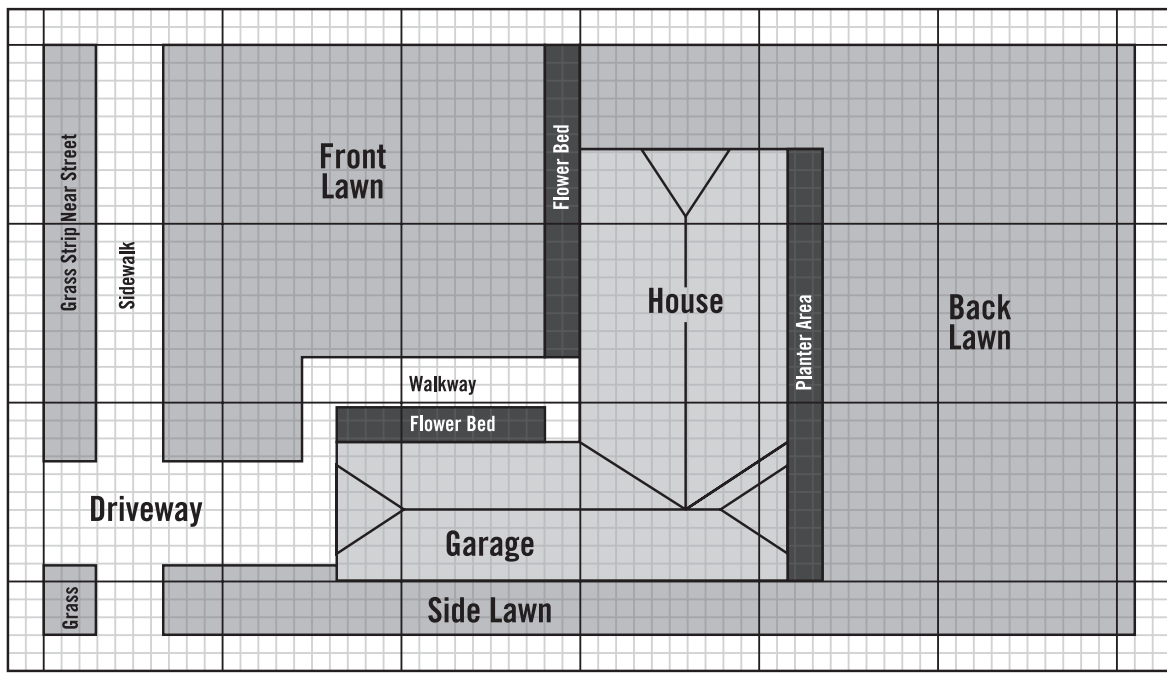 Grass Strip Near Street
Sidewalk
Front
Lawn
Flower Bed
House
Planter Area
Back
Lawn
Walkway
Flower Bed
Driveway
Garage
Grass
Side Lawn